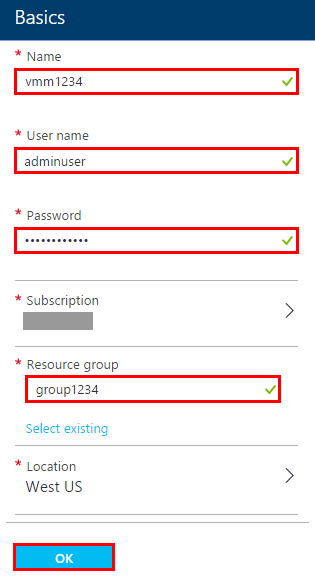 Basics
* Name
vmm1234
* User name
adminuser
* Password
••••••••••••
* Subscription
* Resource group
group1234
Select existing
* Location
West US
OK